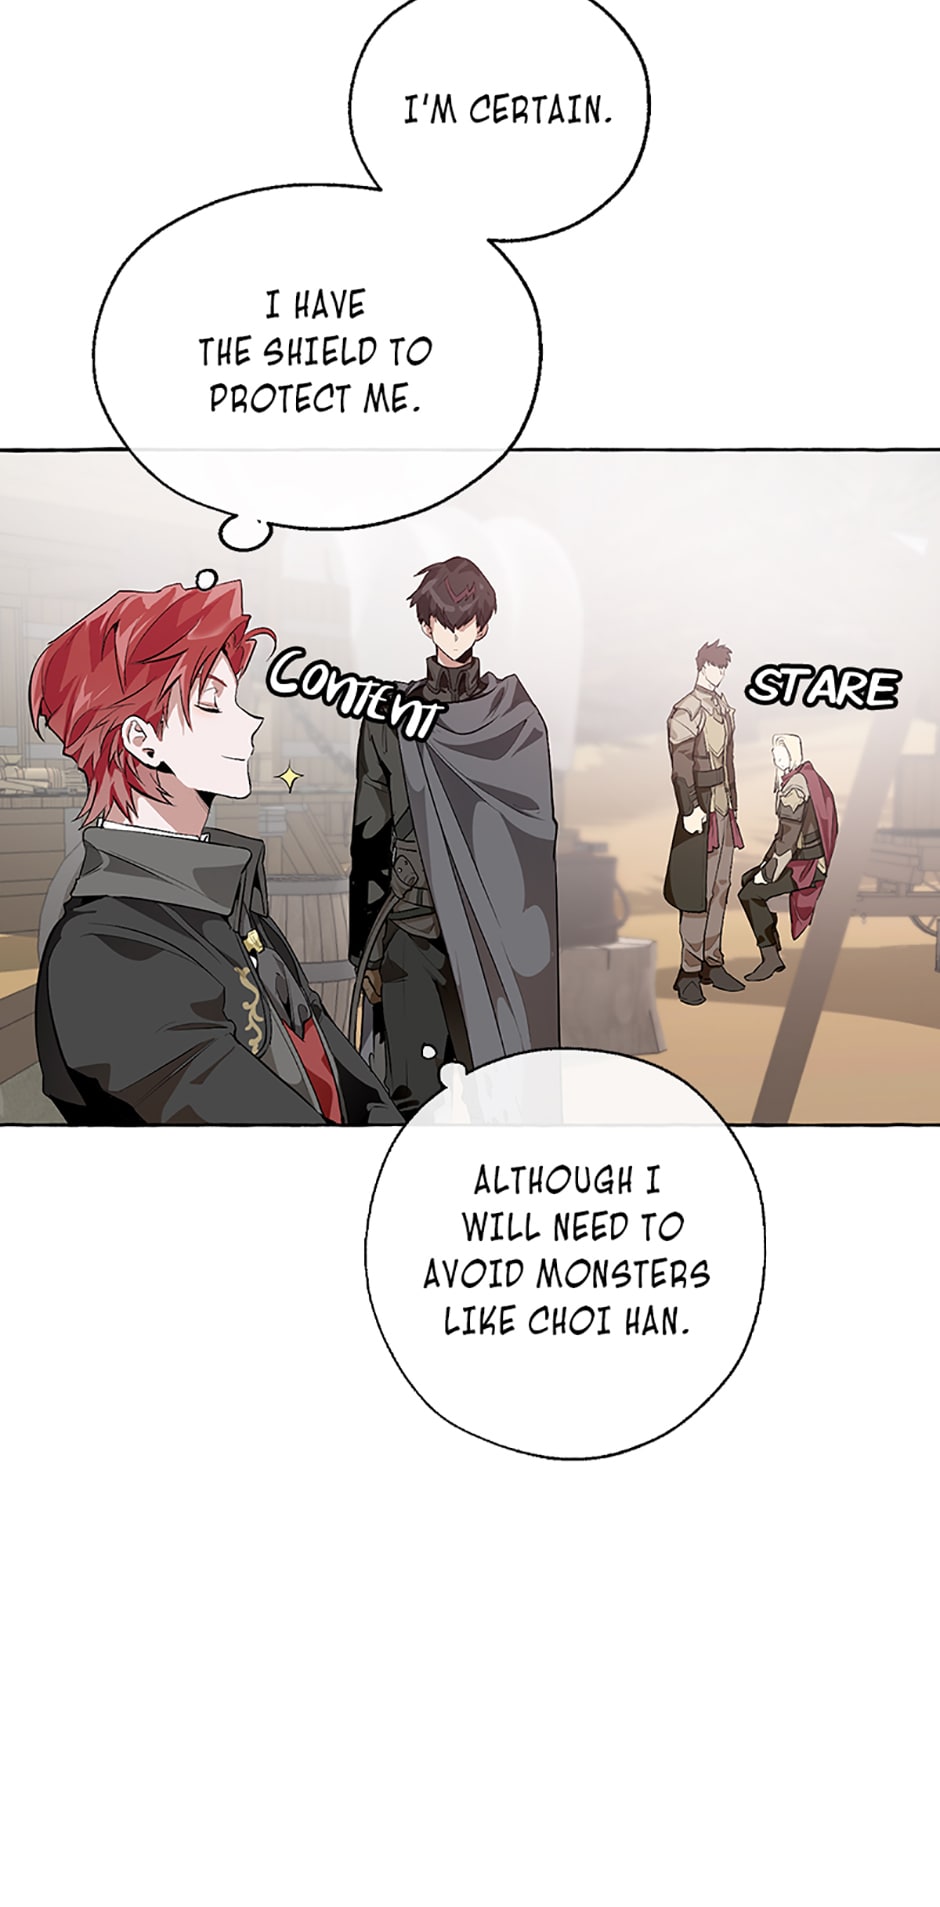 I'M CERTAIN.
I HAVE
THE SHIELD TO
PROTECT ME.
CONTENT
STARE
ALTHOUGH I
WILL NEED TO
AVOID MONSTERS
LIKE CHOI HAN.